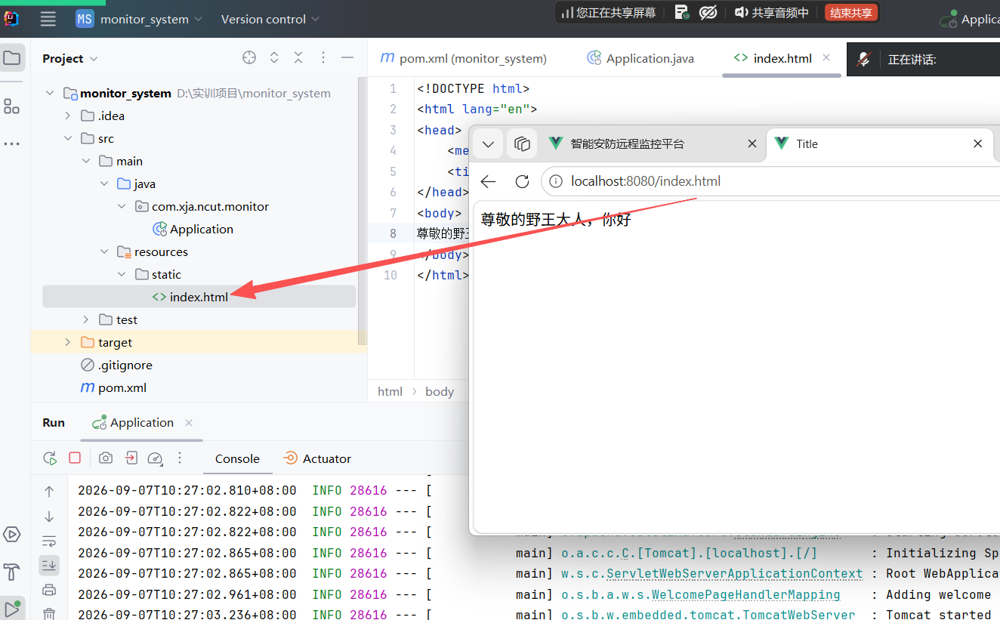 MS monitor_system Version control
您正在共享屏幕 共享音频中 结束共享
Project
pom.xml (monitor_system) Application.java index.html
正在讲话:
monitor_system D:\实训项目\monitor_system
.idea
src
main
java
com.xja.ncut.monitor
Application
resources
static
index.html
test
target
.gitignore
pom.xml
1 <!DOCTYPE html>
2 <html lang="en">
3 <head>
4
5
6 </head>
7 <body>
8 尊敬的野
9 </body>
10 </html>
html body
智能安防远程监控平台 Title
localhost:8080/index.html
尊敬的野王大人，你好
Run Application
Console Actuator
2026-09-07T10:27:02.810+08:00 INFO 28616 --- [
2026-09-07T10:27:02.822+08:00 INFO 28616 --- [
2026-09-07T10:27:02.822+08:00 INFO 28616 --- [
2026-09-07T10:27:02.865+08:00 INFO 28616 --- [ main] o.a.c.c.C.[Tomcat].[localhost].[/] : Initializing Sp
2026-09-07T10:27:02.865+08:00 INFO 28616 --- [ main] w.s.c.ServletWebServerApplicationContext : Root WebApplica
2026-09-07T10:27:02.961+08:00 INFO 28616 --- [ main] o.s.b.a.w.s.WelcomePageHandlerMapping : Adding welcome
2026-09-07T10:27:03.236+08:00 INFO 28616 --- [ main] o.s.b.w.embedded.tomcat.TomcatWebServer : Tomcat started